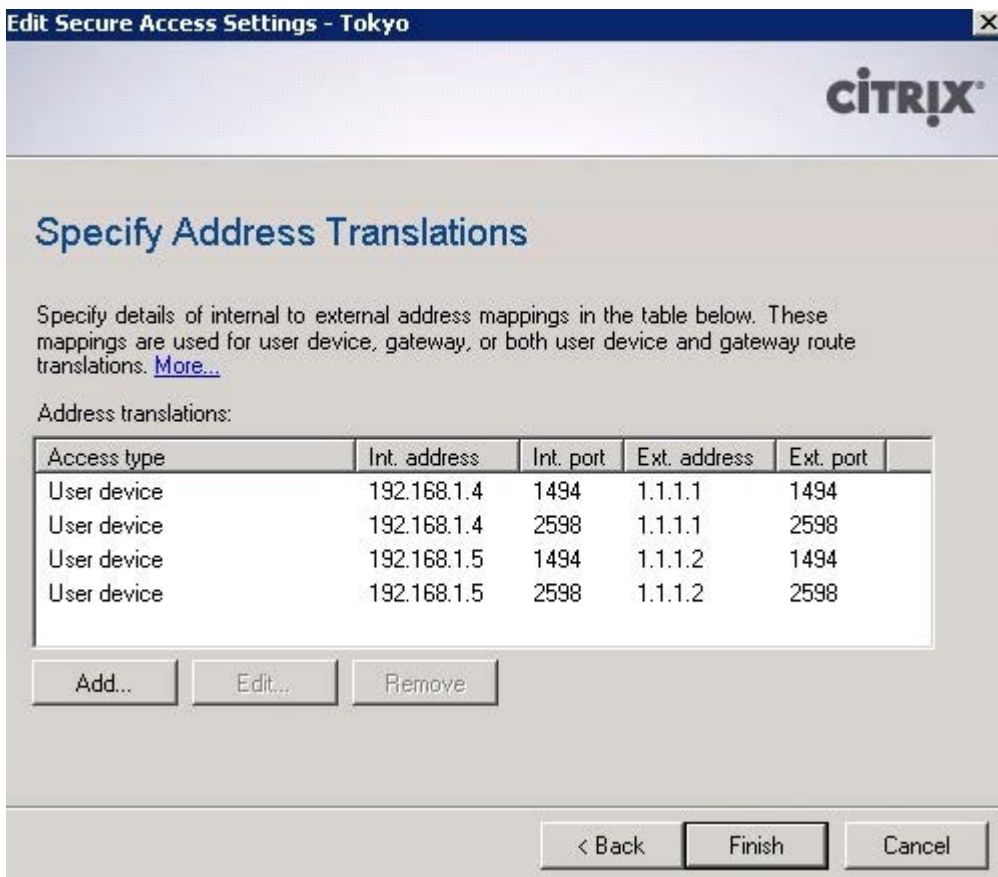 Edit Secure Access Settings - Tokyo
CITRIX
Specify Address Translations
Specify details of internal to external address mappings in the table below. These
mappings are used for user device, gateway, or both user device and gateway route
translations. More...
Address translations:
Access type Int. address Int. port Ext. address Ext. port
User device 192.168.1.4 1494 1.1.1.1 1494
User device 192.168.1.4 2598 1.1.1.1 2598
User device 192.168.1.5 1494 1.1.1.2 1494
User device 192.168.1.5 2598 1.1.1.2 2598
Add... Edit... Remove
< Back Finish Cancel